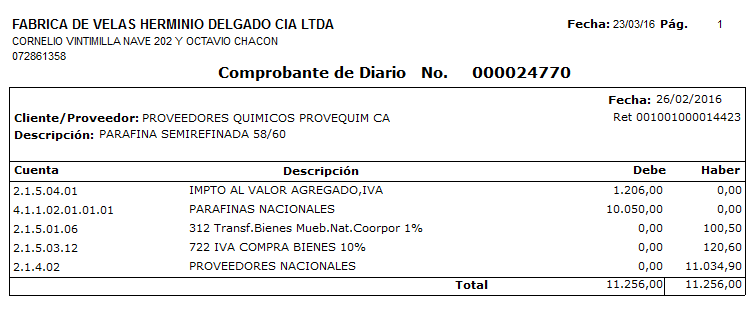 FABRICA DE VELAS HERMINIO DELGADO CIA LTDA Fecha: 23/03/16 Pág. 1
CORNELIO VINTIMILLA NAVE 202 Y OCTAVIO CHACON
072861358
Comprobante de Diario No. 000024770
Fecha: 26/02/2016
Cliente/Proveedor: PROVEEDORES QUIMICOS PROVEQUIM CA Ret 001001000014423
Descripción: PARAFINA SEMIREFINADA 58/60
Cuenta Descripción Debe Haber
2.1.5.04.01 IMPTO AL VALOR AGREGADO,IVA 1.206,00 0,00
4.1.1.02.01.01.01 PARAFINAS NACIONALES 10.050,00 0,00
2.1.5.01.06 312 Transf.Bienes Mueb.Nat.Coorpor 1% 0,00 100,50
2.1.5.03.12 722 IVA COMPRA BIENES 10% 0,00 120,60
2.1.4.02 PROVEEDORES NACIONALES 0,00 11.034,90
Total 11.256,00 11.256,00